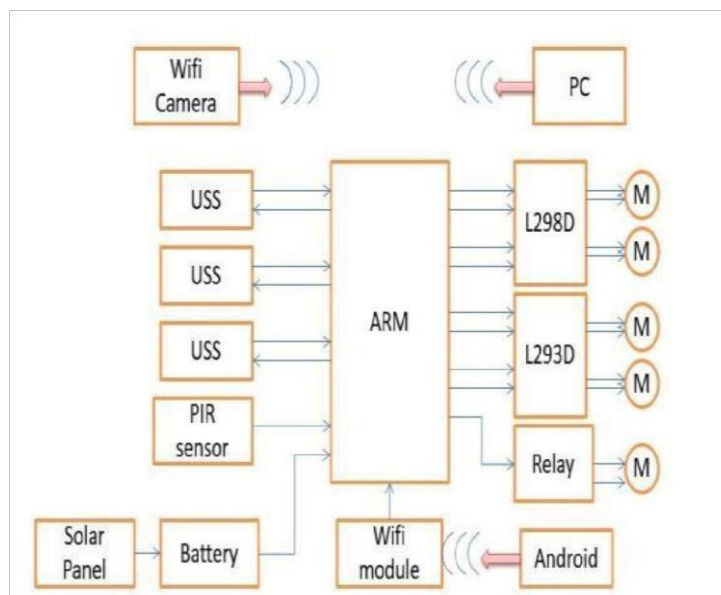 Wifi
Camera
PC
USS
USS
USS
PIR
sensor
ARM
L298D
L293D
Relay
M
M
M
M
M
Solar
Panel
Battery
Wifi
module
Android